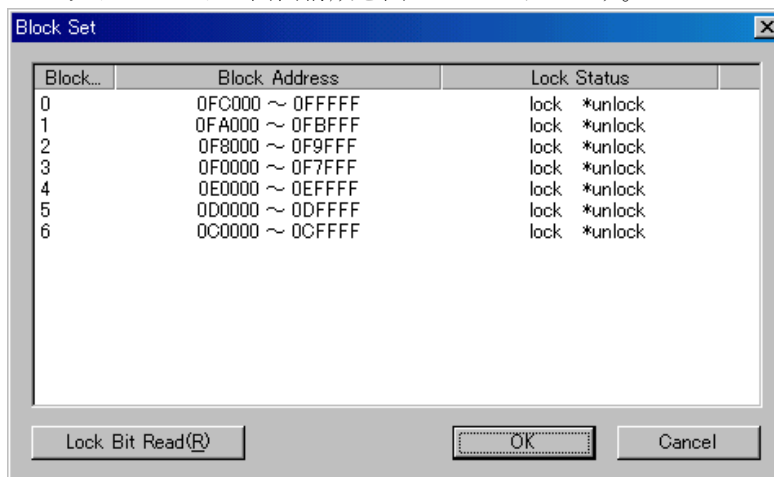 Block Set
Block... Block Address Lock Status
0 0FC000 ~ 0FFFFF lock *unlock
1 0FA000 ~ 0FBFFF lock *unlock
2 0F8000 ~ 0F9FFF lock *unlock
3 0F0000 ~ 0F7FFF lock *unlock
4 0E0000 ~ 0EFFFF lock *unlock
5 0D0000 ~ 0DFFFF lock *unlock
6 0C0000 ~ 0CFFFF lock *unlock
Lock Bit Read(R) OK Cancel